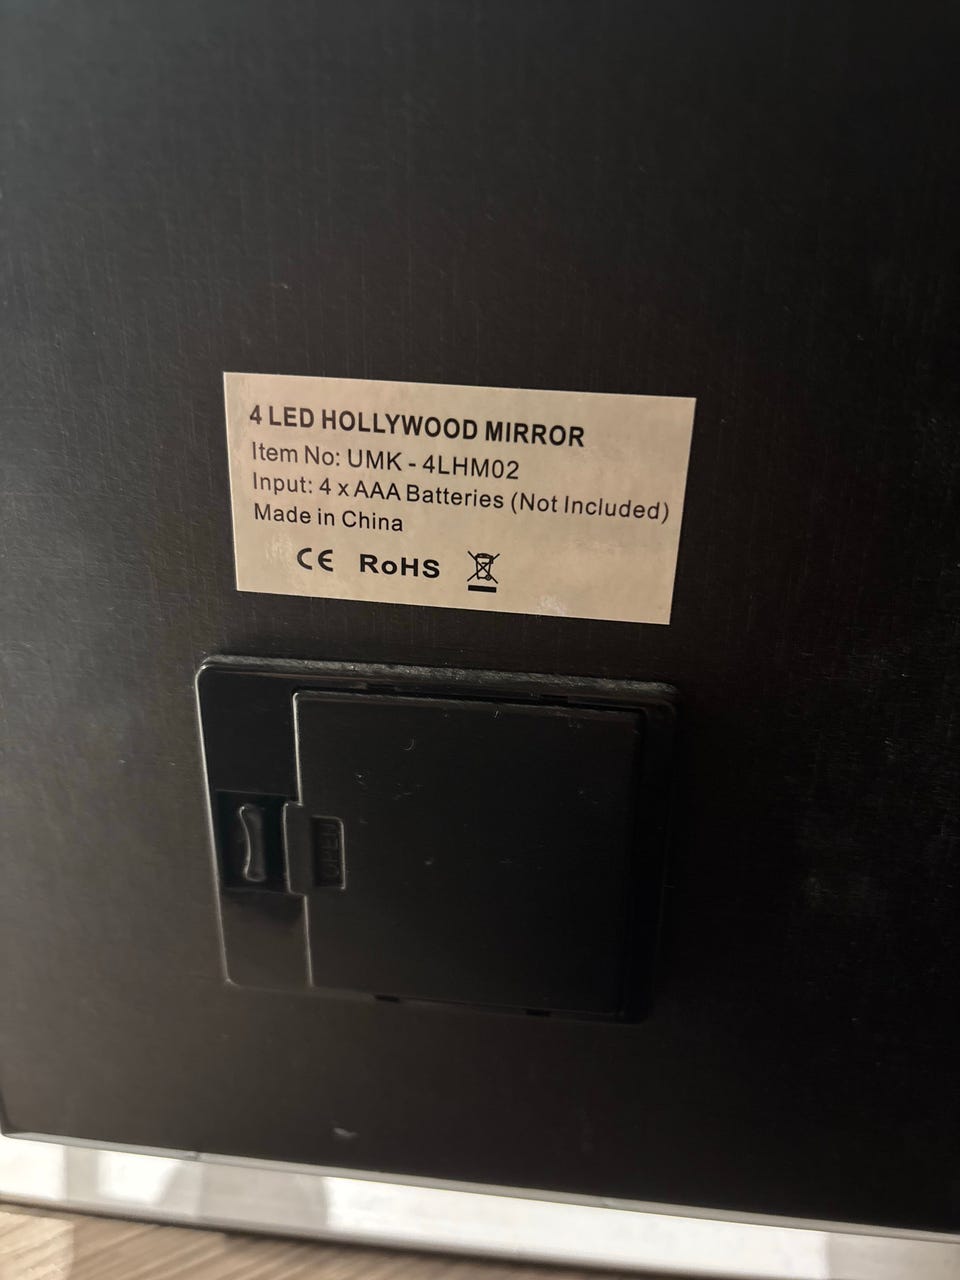 4 LED HOLLYWOOD MIRROR
Item No: UMK - 4LHM02
Input: 4 x AAA Batteries (Not Included)
Made in China
CE RoHS
OPEN